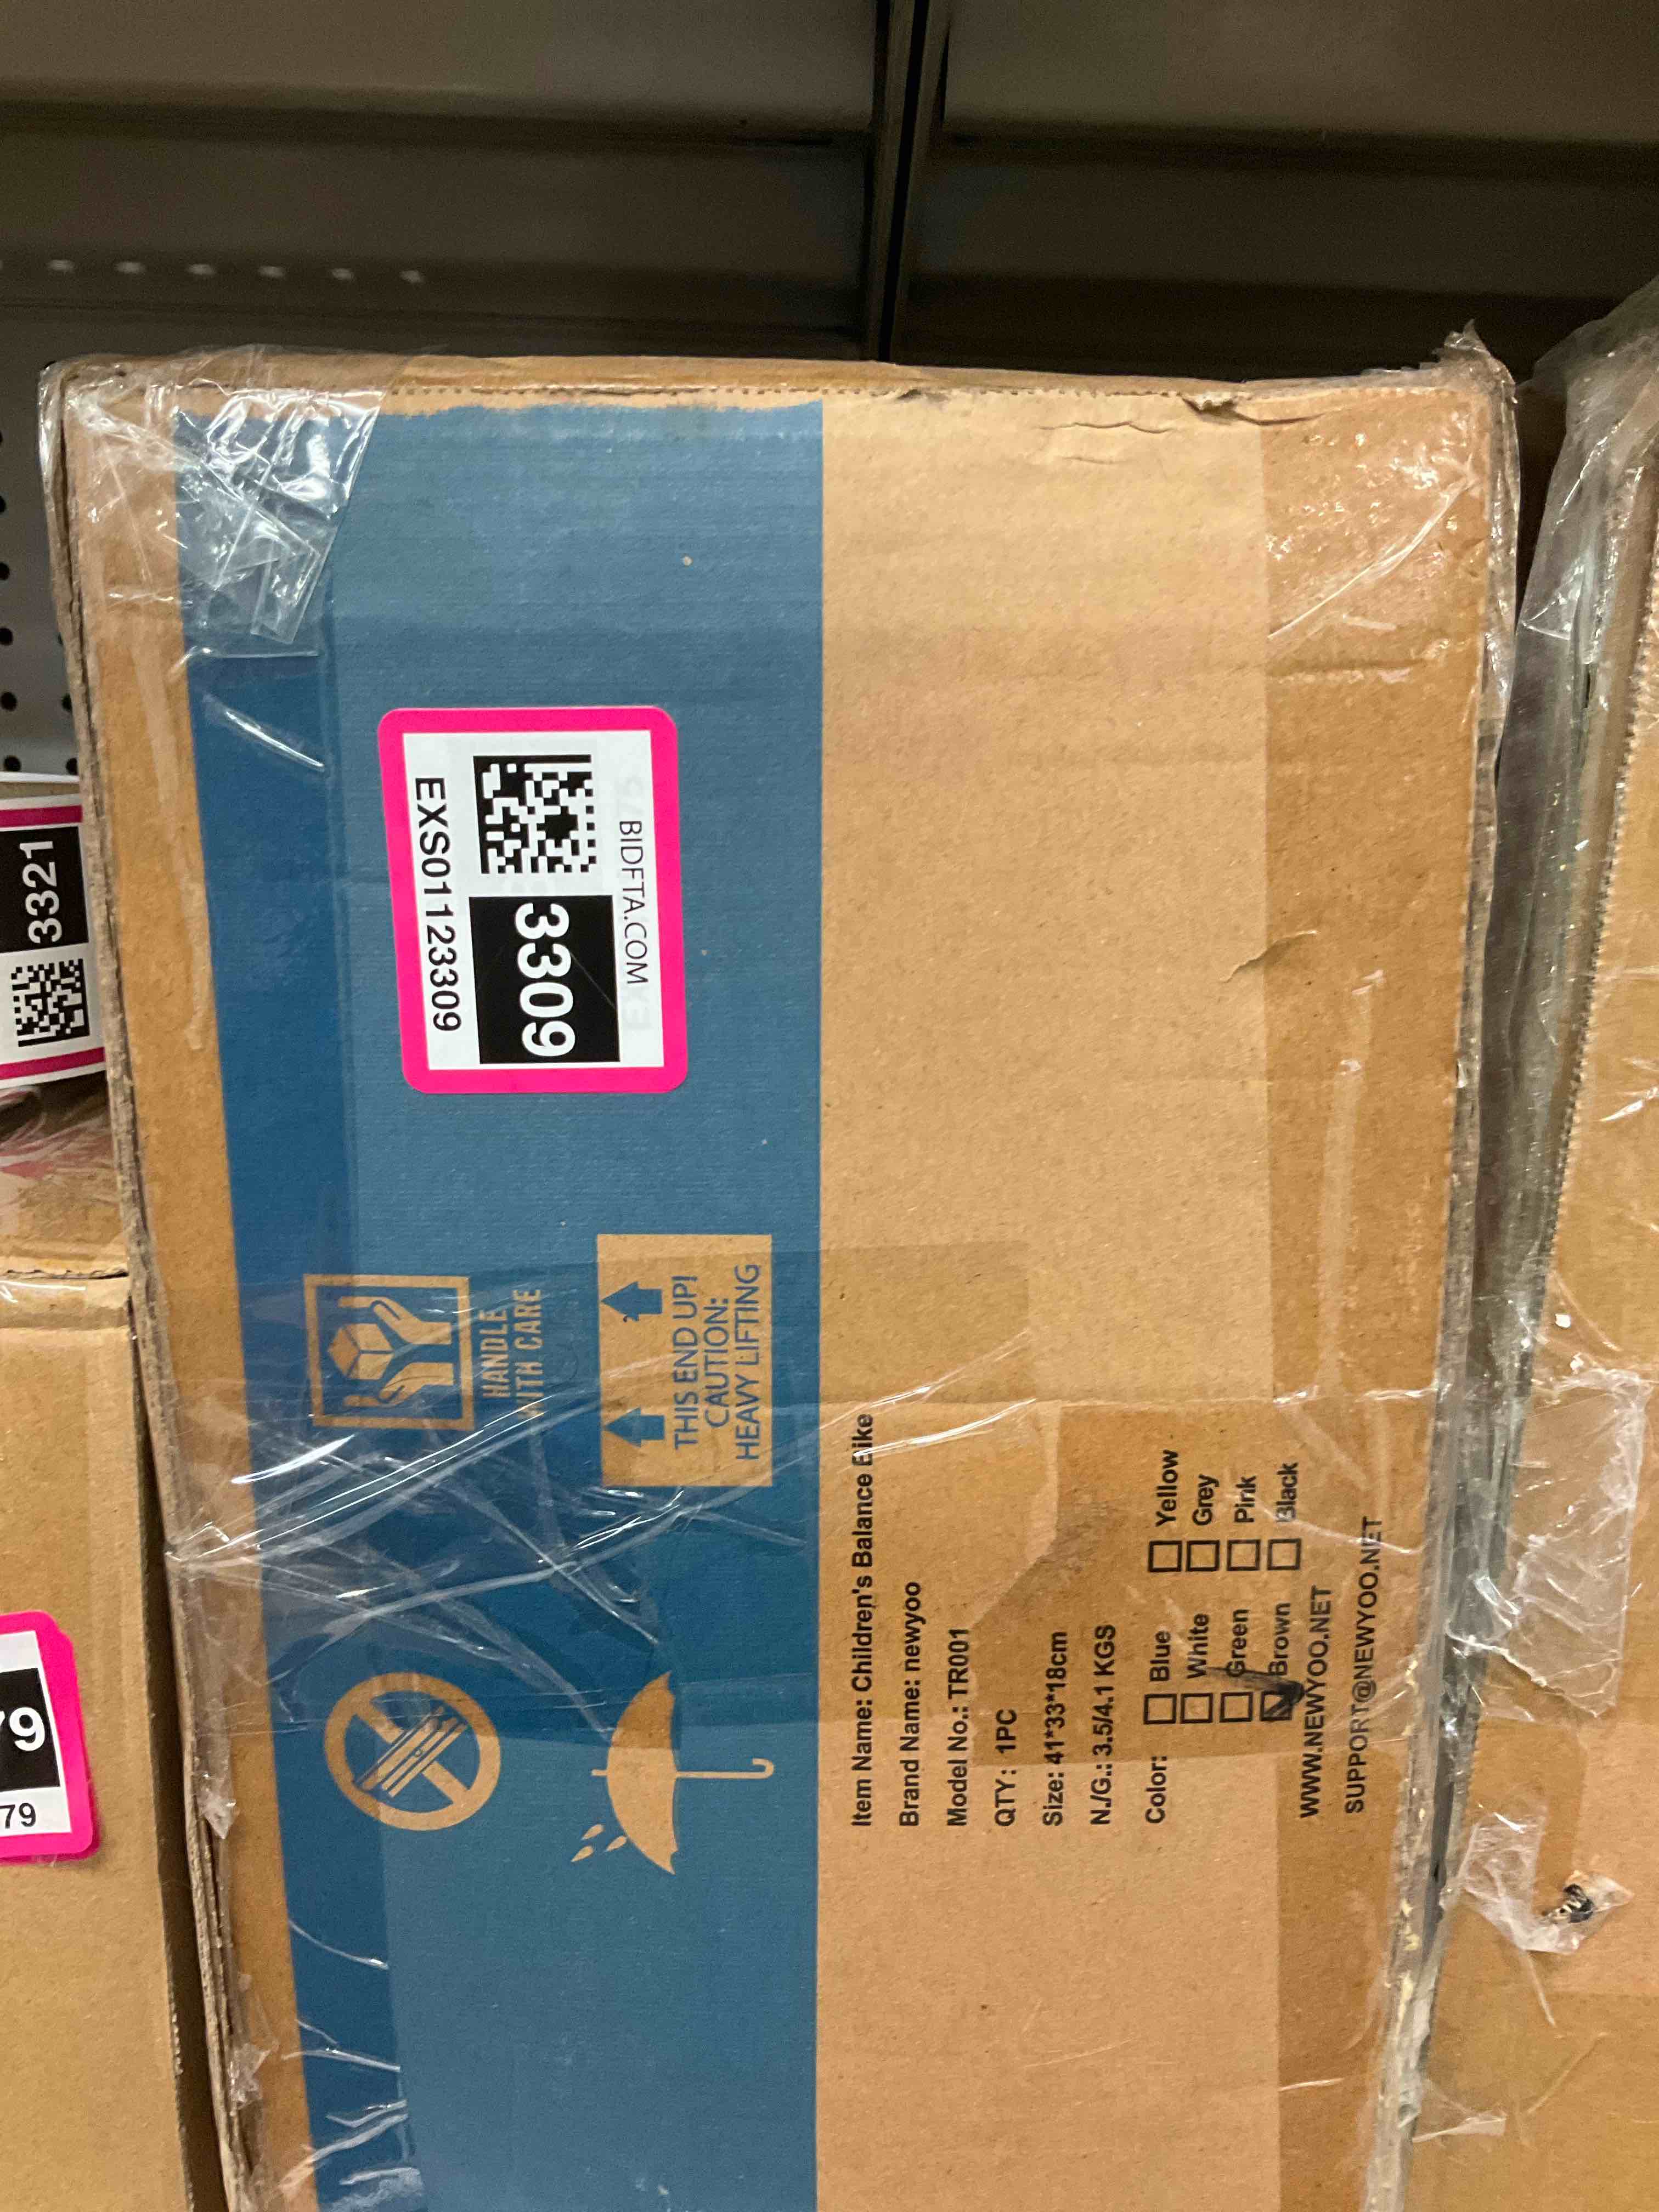 BIDFTA.COM
3309
EXS01123309
3321
79
HANDLE
WITH CARE
THIS END UP!
CAUTION:
HEAVY LIFTING
Item Name: Children's Balance Bike
Brand Name: newyoo
Model No.: TR001
QTY: 1PC
Size: 41*33*18cm
N./G.: 3.5/4.1 KGS
Color: Blue Yellow
White Grey
Green Pink
Brown Black
WWW.NEWYOO.NET
SUPPORT@NEWYOO.NET